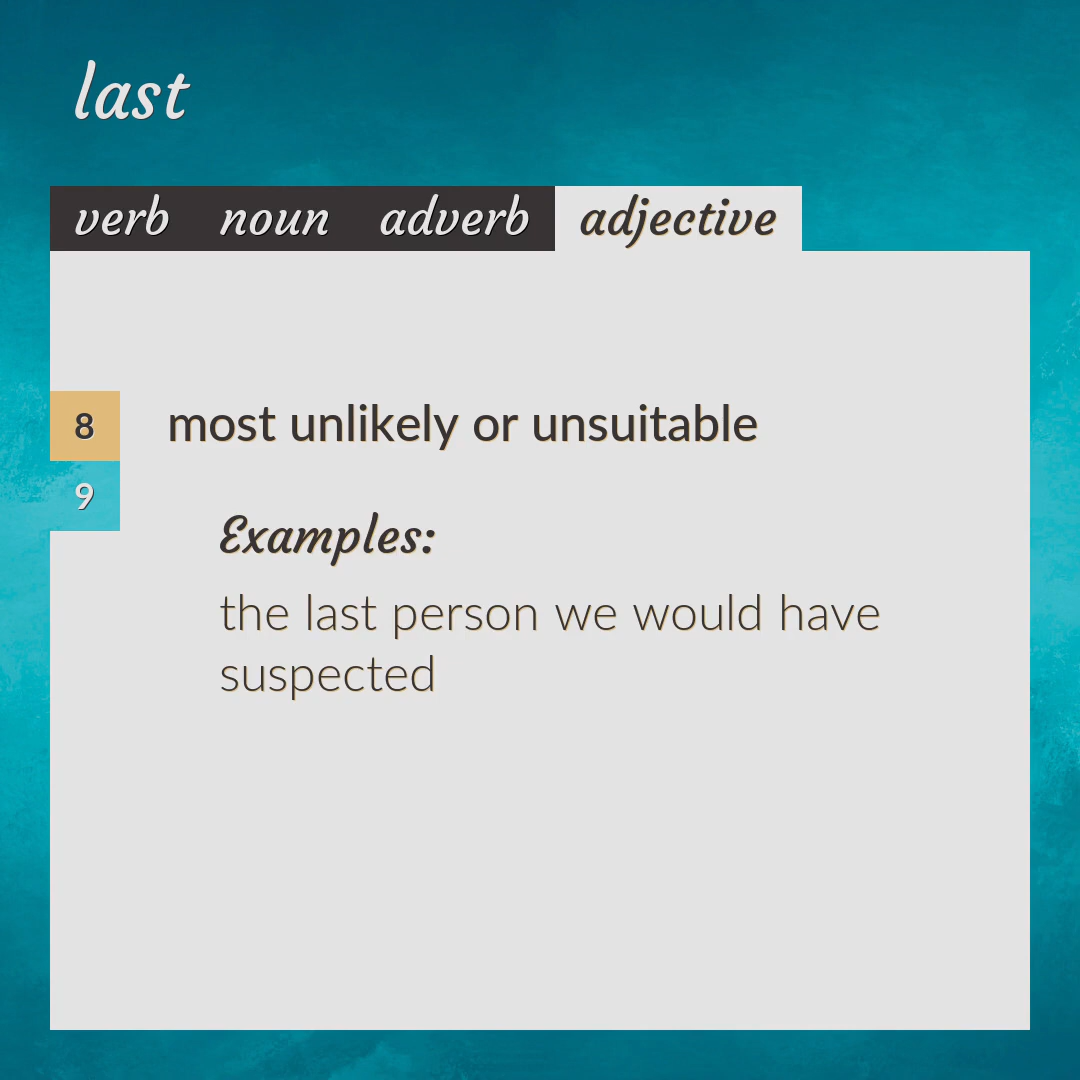 last
verb noun adverb adjective
8 most unlikely or unsuitable
9
Examples:
the last person we would have
suspected